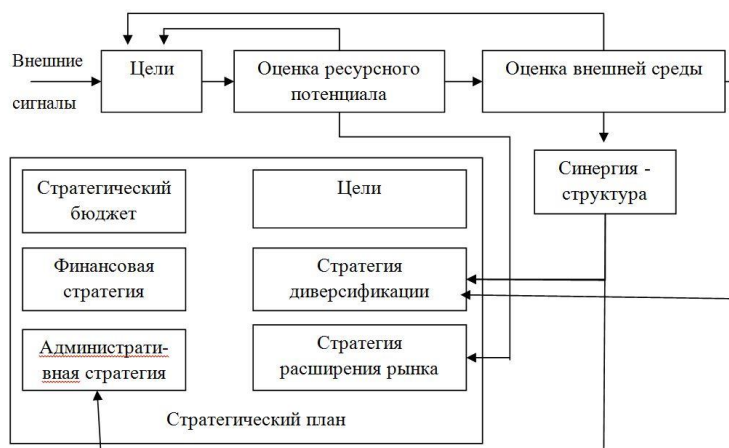 Внешние
сигналы
Цели
Оценка ресурсного
потенциала
Оценка внешней среды
Синергия -
структура
Стратегический
бюджет
Цели
Финансовая
стратегия
Стратегия
диверсификации
Администрати-
вная стратегия
Стратегия
расширения рынка
Стратегический план